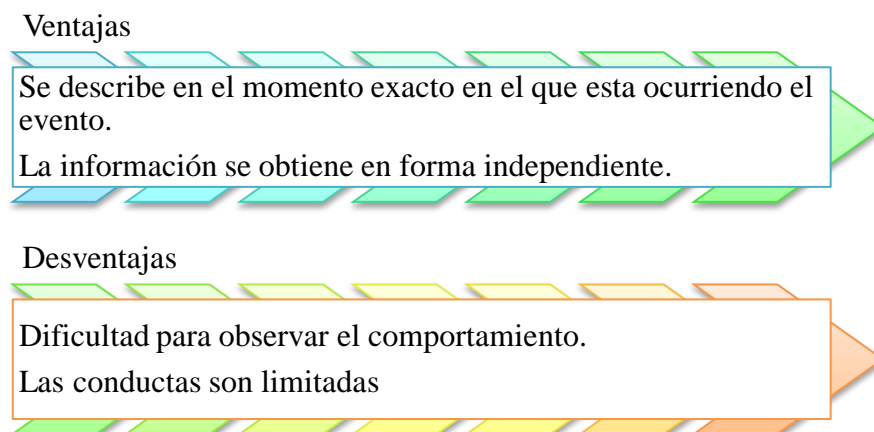 Ventajas
Se describe en el momento exacto en el que esta ocurriendo el
evento.
La información se obtiene en forma independiente.
Desventajas
Dificultad para observar el comportamiento.
Las conductas son limitadas